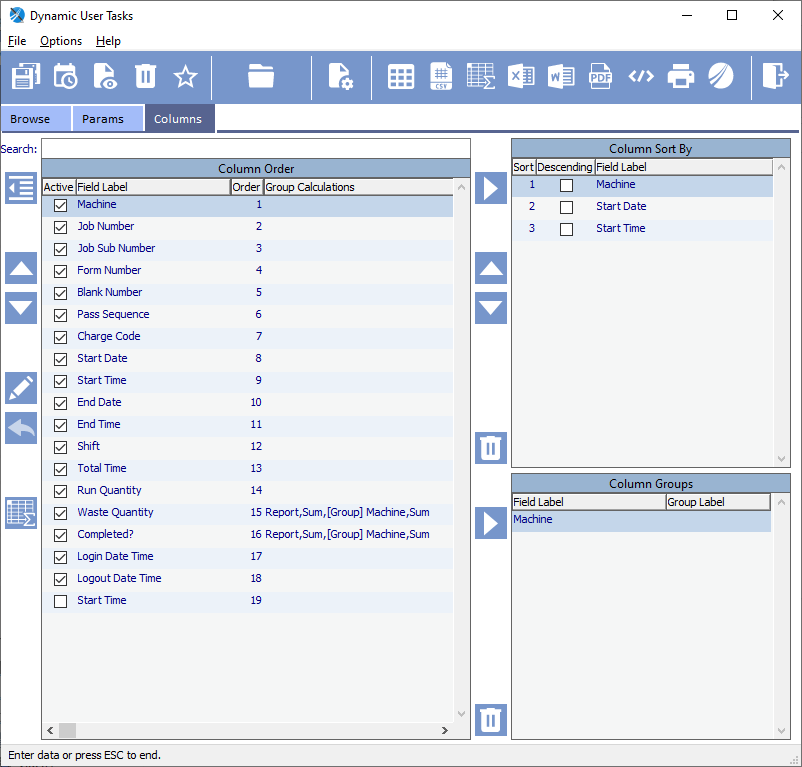 Dynamic User Tasks
File Options Help
CSV X W PDF
Browse Params Columns
Search:
Column Order
Active Field Label Order Group Calculations
Machine 1
Job Number 2
Job Sub Number 3
Form Number 4
Blank Number 5
Pass Sequence 6
Charge Code 7
Start Date 8
Start Time 9
End Date 10
End Time 11
Shift 12
Total Time 13
Run Quantity 14
Waste Quantity 15 Report,Sum,[Group] Machine,Sum
Completed? 16 Report,Sum,[Group] Machine,Sum
Login Date Time 17
Logout Date Time 18
Start Time 19
Column Sort By
Sort Descending Field Label
1 Machine
2 Start Date
3 Start Time
Column Groups
Field Label Group Label
Machine
Enter data or press ESC to end.